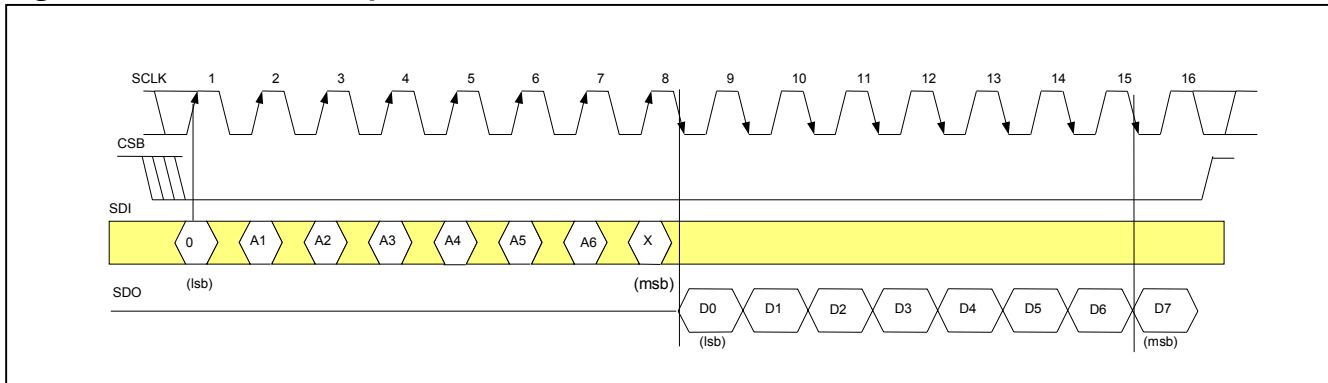 SCLK 1 2 3 4 5 6 7 8 9 10 11 12 13 14 15 16
CSB
SDI
0 A1 A2 A3 A4 A5 A6 X
(lsb) (msb)
SDO
D0 D1 D2 D3 D4 D5 D6 D7
(lsb) (msb)